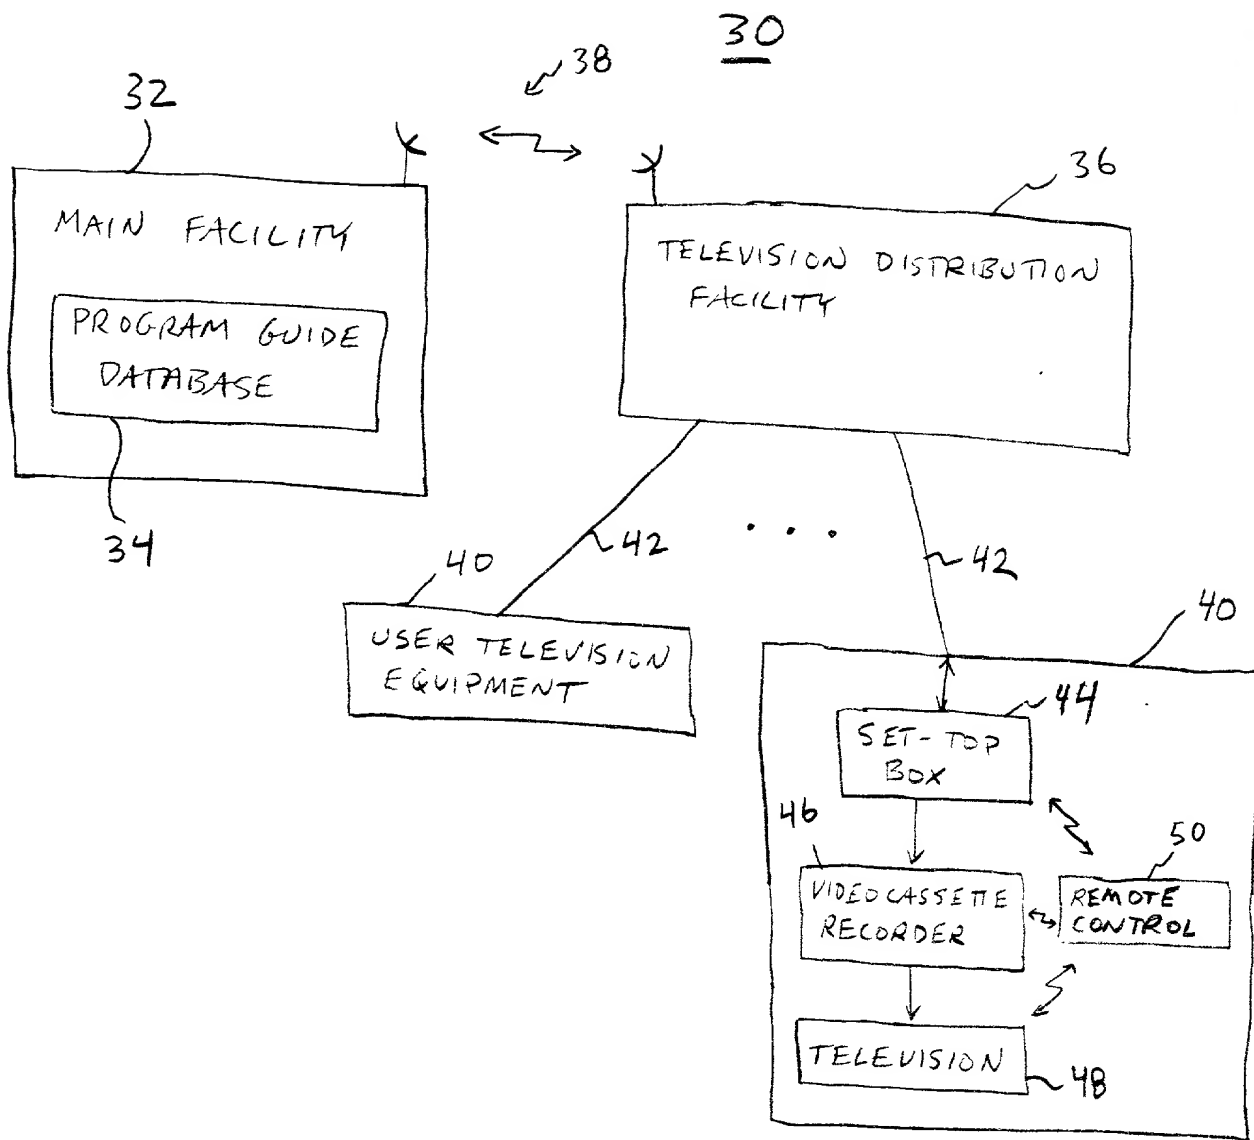 30
38
32
36
MAIN FACILITY
TELEVISION DISTRIBUTION
FACILITY
PROGRAM GUIDE
DATABASE
34
42
. . .
42
40
40
USER TELEVISION
EQUIPMENT
44
SET-TOP
BOX
46
50
VIDEOCASSETTE
RECORDER
REMOTE
CONTROL
TELEVISION
48